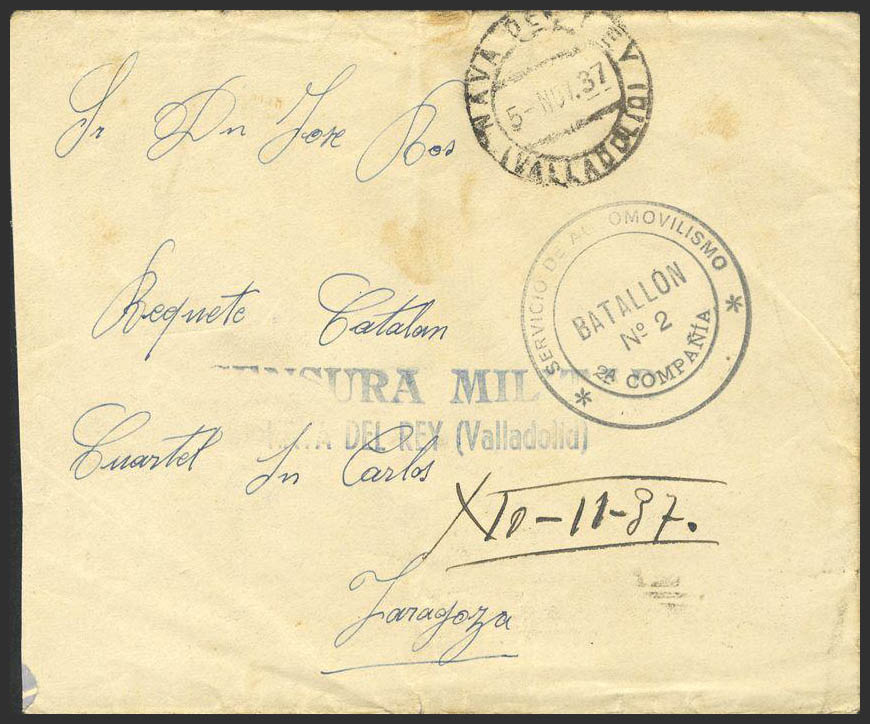 NAVA DEL REY
5-NOV.37
(VALLADOLID)
Sr Dn Jose Ros
SERVICIO DE AUTOMOVILISMO
BATALLÓN
Nº 2
2A COMPAÑIA
Requete Catalan
CENSURA MILITAR
NAVA DEL REY (Valladolid)
Cuartel Sn Carlos
-11-37.
Zaragoza